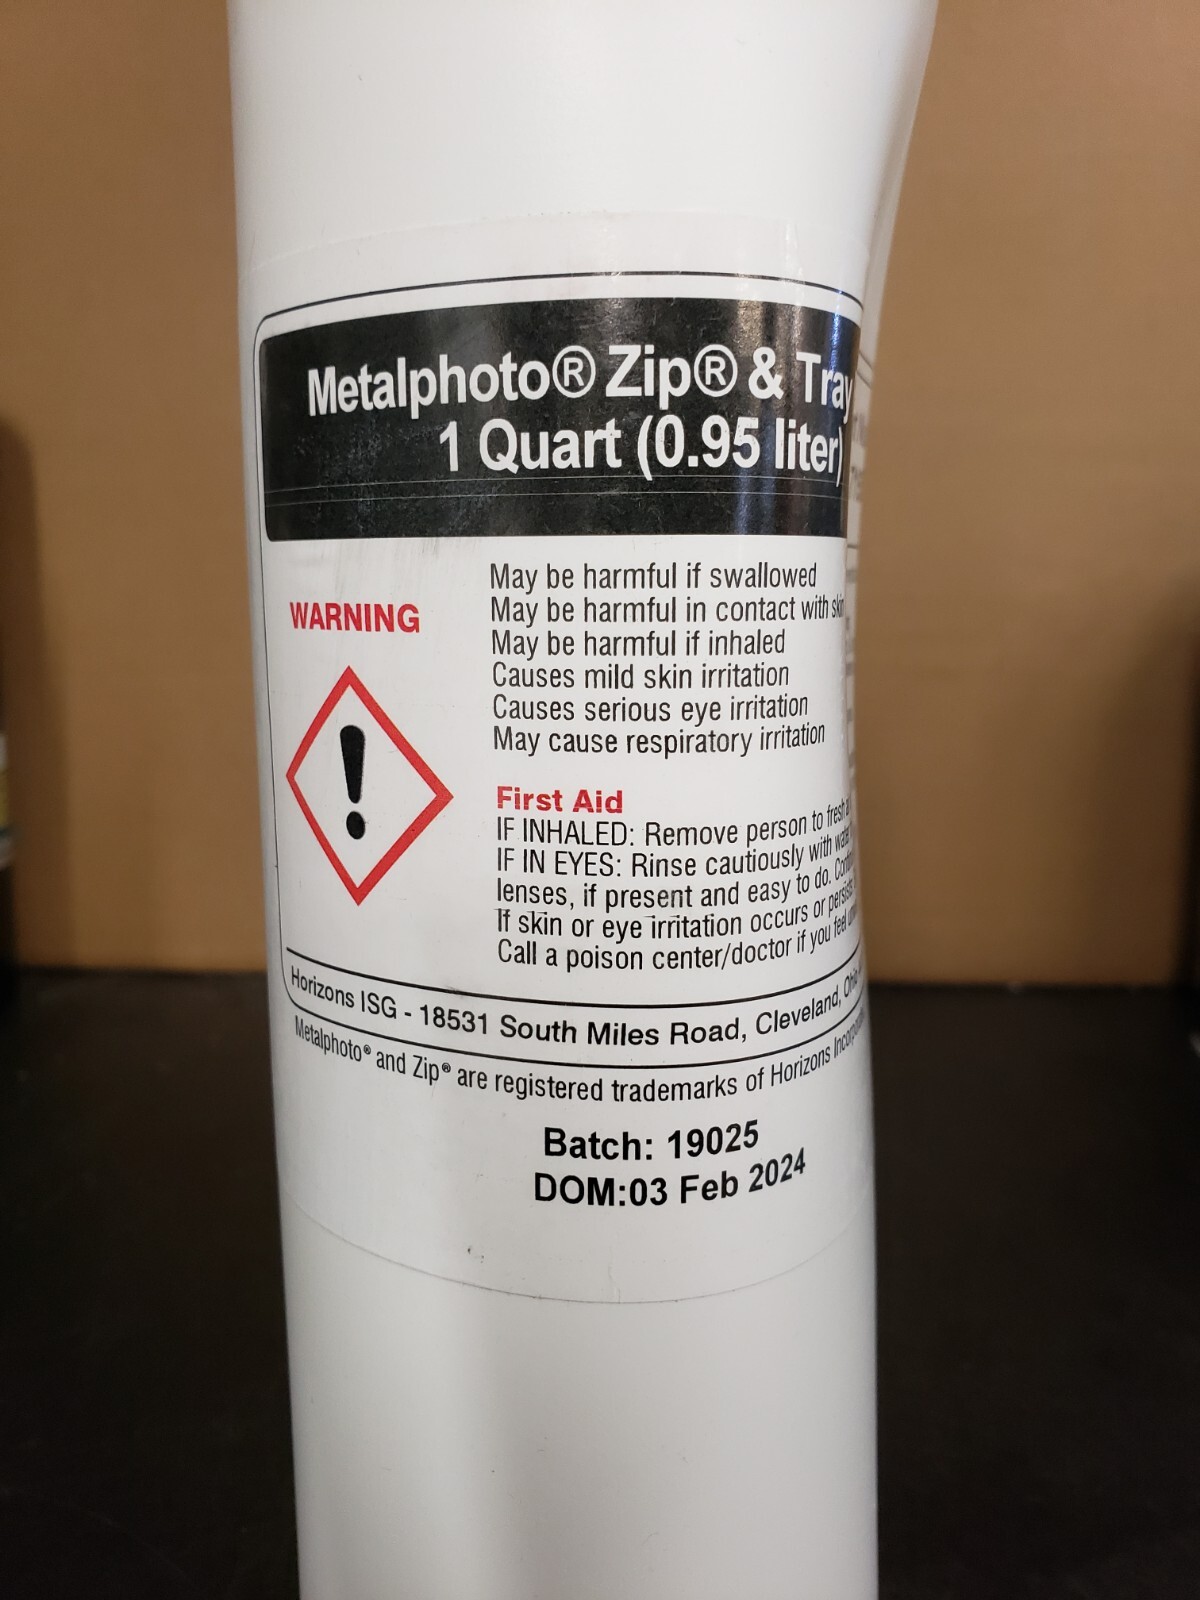 Metalphoto® Zip® & Tray
1 Quart (0.95 liter)
WARNING
May be harmful if swallowed
May be harmful in contact with skin
May be harmful if inhaled
Causes mild skin irritation
Causes serious eye irritation
May cause respiratory irritation
First Aid
IF INHALED: Remove person to fresh
IF IN EYES: Rinse cautiously with water
lenses, if present and easy to do.
If skin or eye irritation occurs or persists
Call a poison center/doctor if you feel
Horizons ISG - 18531 South Miles Road, Cleveland, Ohio
Metalphoto® and Zip® are registered trademarks of Horizons
Batch: 19025
DOM:03 Feb 2024